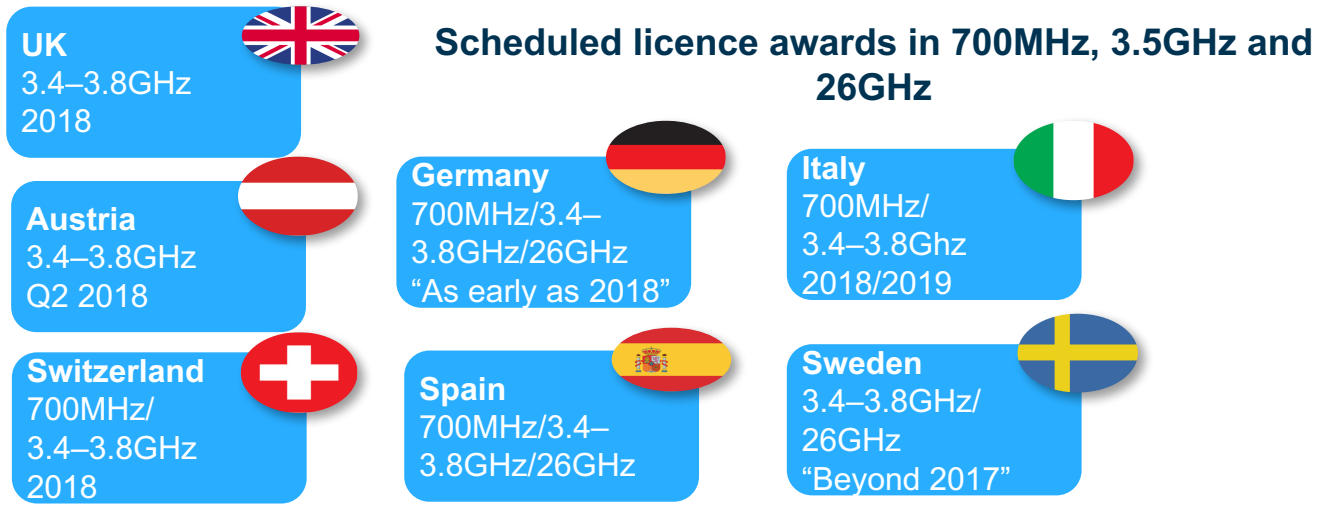 Scheduled licence awards in 700MHz, 3.5GHz and
26GHz
UK
3.4–3.8GHz
2018
Austria
3.4–3.8GHz
Q2 2018
Switzerland
700MHz/
3.4–3.8GHz
2018
Germany
700MHz/3.4–
3.8GHz/26GHz
“As early as 2018”
Spain
700MHz/3.4–
3.8GHz/26GHz
Italy
700MHz/
3.4–3.8Ghz
2018/2019
Sweden
3.4–3.8GHz/
26GHz
“Beyond 2017”